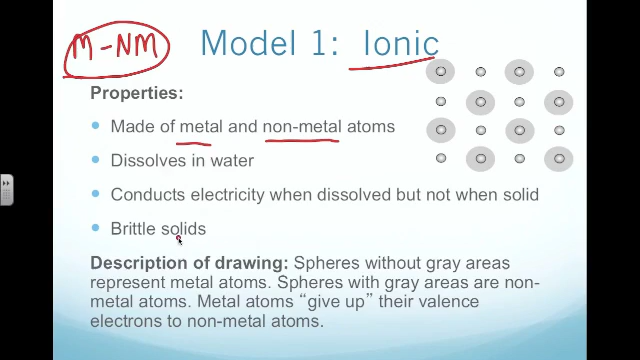 M-NM
Model 1: Ionic
Properties:
• Made of metal and non-metal atoms
• Dissolves in water
• Conducts electricity when dissolved but not when solid
• Brittle solids
Description of drawing: Spheres without gray areas
represent metal atoms. Spheres with gray areas are non-
metal atoms. Metal atoms “give up” their valence
electrons to non-metal atoms.